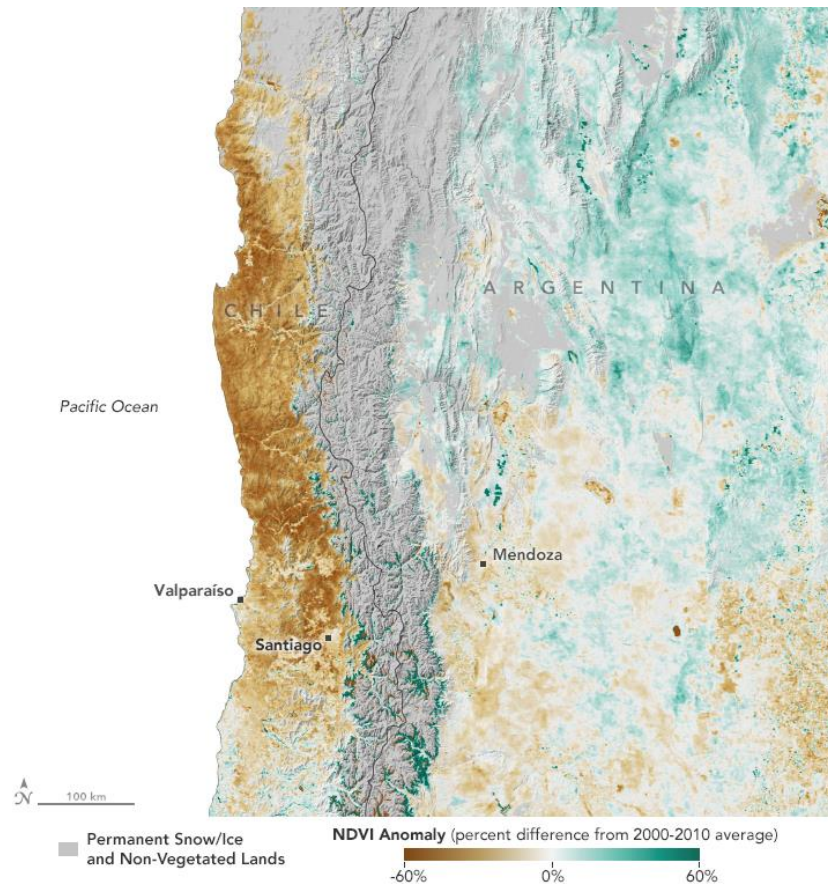 CHILE
ARGENTINA
Pacific Ocean
Mendoza
Valparaíso
Santiago
N
100 km
Permanent Snow/Ice
and Non-Vegetated Lands
NDVI Anomaly (percent difference from 2000-2010 average)
-60%
0%
60%